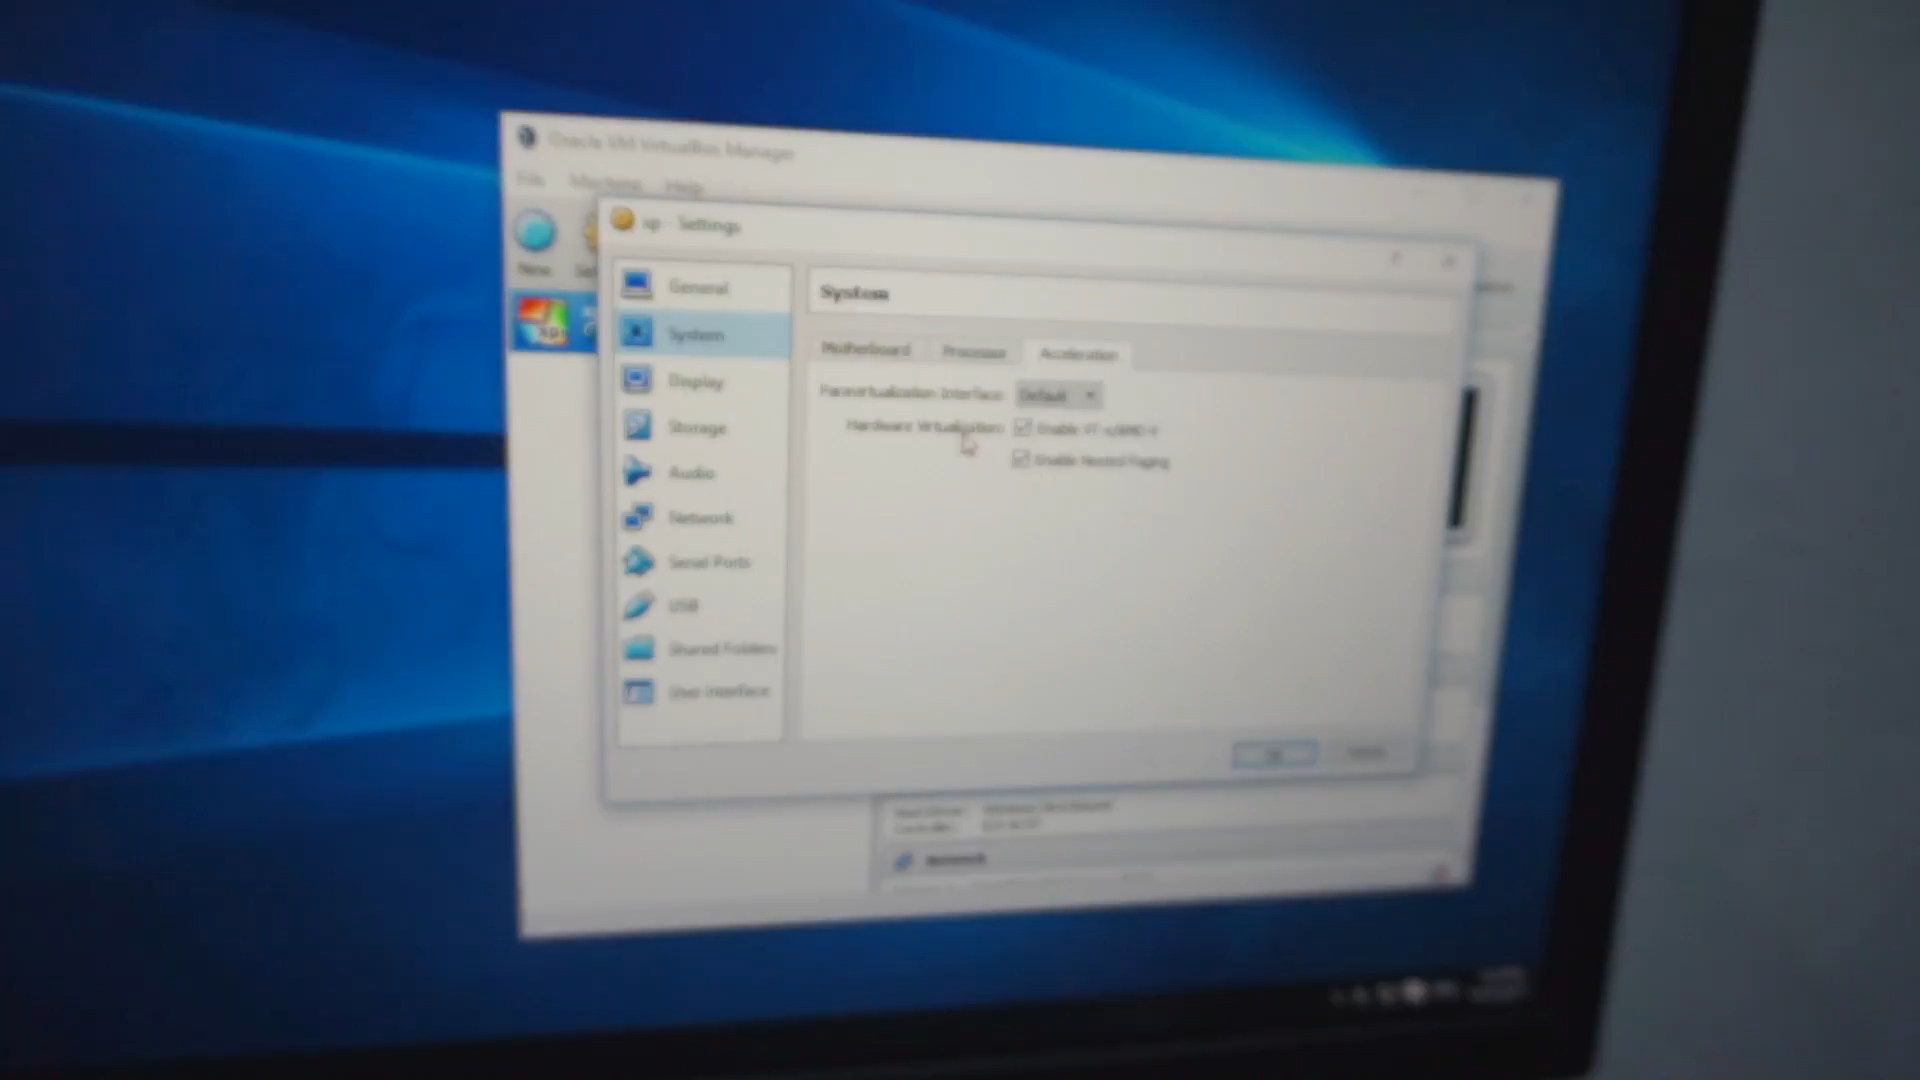 Oracle VM VirtualBox Manager
File Machine Help
xp - Settings
New
General
System
Display
Storage
Audio
Network
Serial Ports
USB
Shared Folders
User Interface
System
Motherboard Processor Acceleration
Paravirtualization Interface: Default
Hardware Virtualization: Enable VT-x/AMD-V
Enable Nested Paging
OK
Network